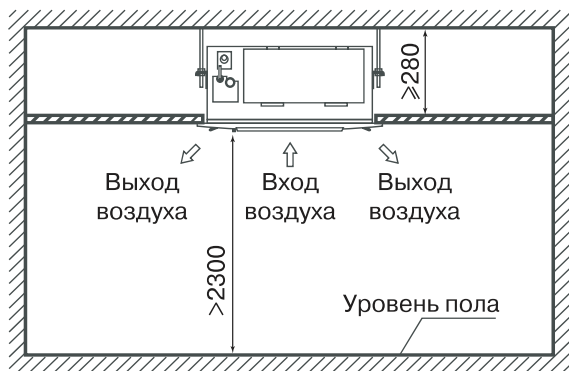 ⩾280
Выход
воздуха
Вход
воздуха
Выход
воздуха
>2300
Уровень пола